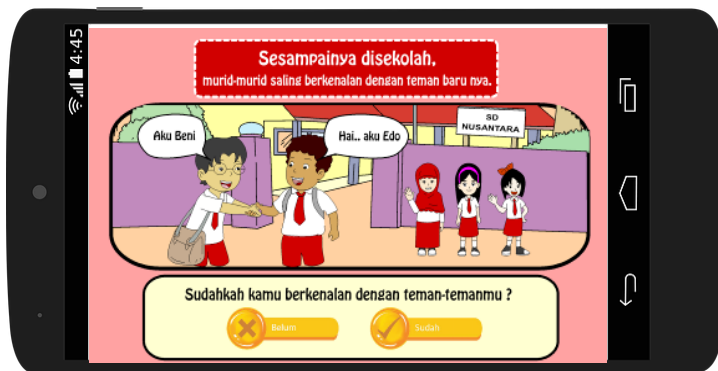 4:45
Sesampainya disekolah,
murid-murid saling berkenalan dengan teman baru nya.
Aku Beni
Hai.. aku Edo
SD
NUSANTARA
Sudahkah kamu berkenalan dengan teman-temanmu ?
Belum
Sudah